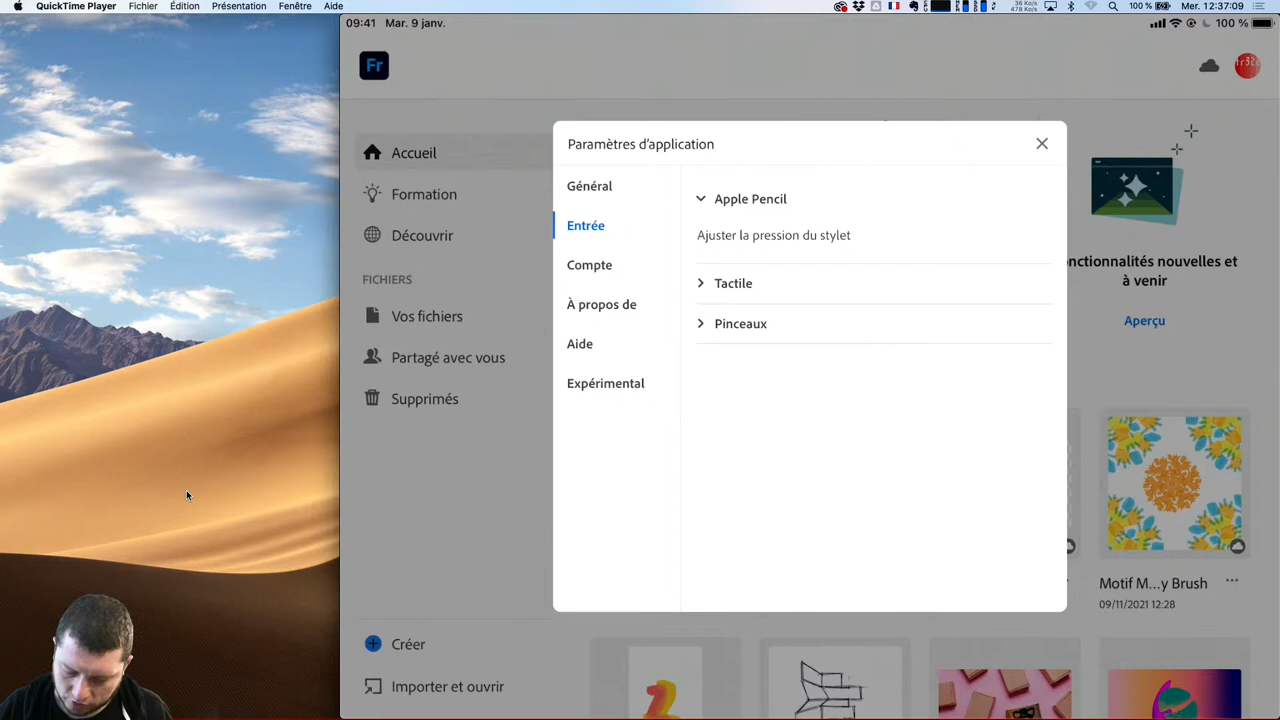 QuickTime Player Fichier Édition Présentation Fenêtre Aide
100 % Mer. 12:37:09
09:41 Mar. 9 janv.
100 %
Fr
Accueil
Formation
Découvrir
FICHIERS
Vos fichiers
Partagé avec vous
Supprimés
Créer
Importer et ouvrir
Paramètres d'application
Général
Entrée
Compte
À propos de
Aide
Expérimental
Apple Pencil
Ajuster la pression du stylet
Tactile
Pinceaux
onctionnalités nouvelles et
à venir
Aperçu
Motif M...y Brush
09/11/2021 12:28